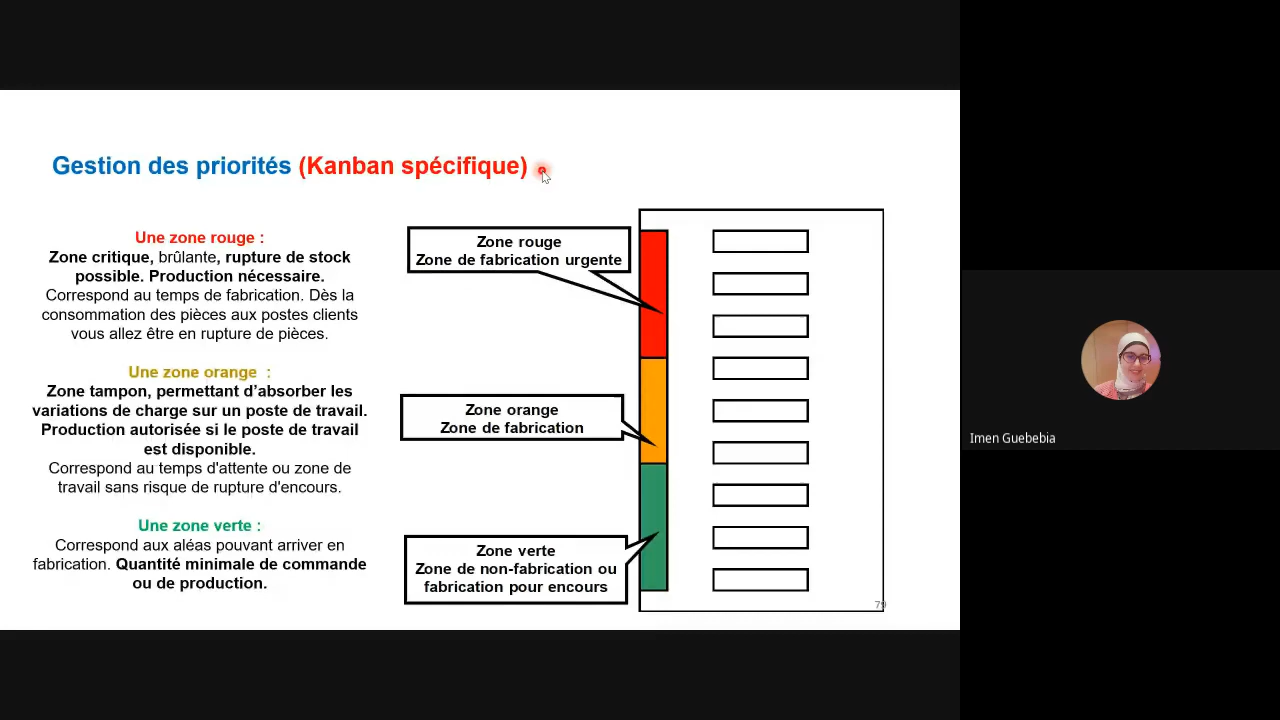 Gestion des priorités (Kanban spécifique)
Une zone rouge :
Zone critique, brûlante, rupture de stock
possible. Production nécessaire.
Correspond au temps de fabrication. Dès la
consommation des pièces aux postes clients
vous allez être en rupture de pièces.
Une zone orange :
Zone tampon, permettant d'absorber les
variations de charge sur un poste de travail.
Production autorisée si le poste de travail
est disponible.
Correspond au temps d'attente ou zone de
travail sans risque de rupture d'encours.
Une zone verte :
Correspond aux aléas pouvant arriver en
fabrication. Quantité minimale de commande
ou de production.
Zone rouge
Zone de fabrication urgente
Zone orange
Zone de fabrication
Zone verte
Zone de non-fabrication ou
fabrication pour encours
Imen Guebebia